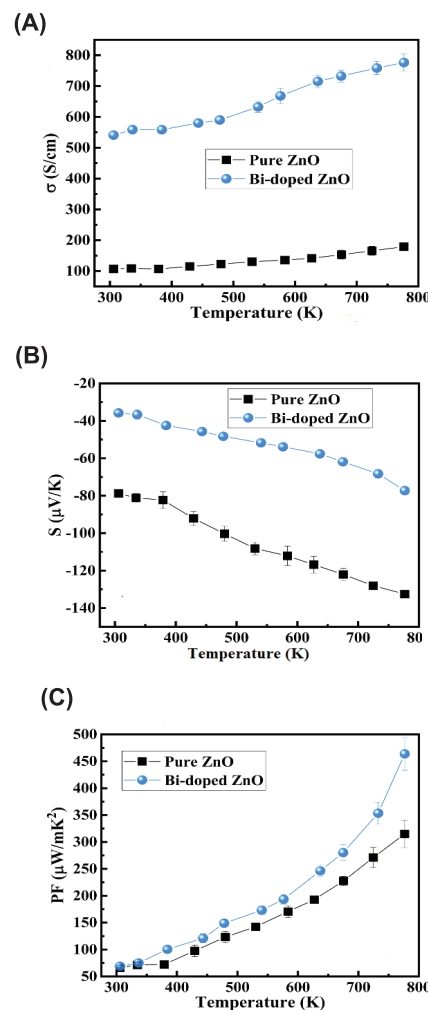 (A)
800
700
600
500
400
300
200
100
σ (S/cm)
Pure ZnO
Bi-doped ZnO
300 400 500 600 700 800
Temperature (K)
(B)
-20
-40
-60
-80
-100
-120
-140
S (μV/K)
Pure ZnO
Bi-doped ZnO
300 400 500 600 700 80
Temperature (K)
(C)
500
450
400
350
300
250
200
150
100
50
PF (μW/mK²)
Pure ZnO
Bi-doped ZnO
300 400 500 600 700 800
Temperature (K)